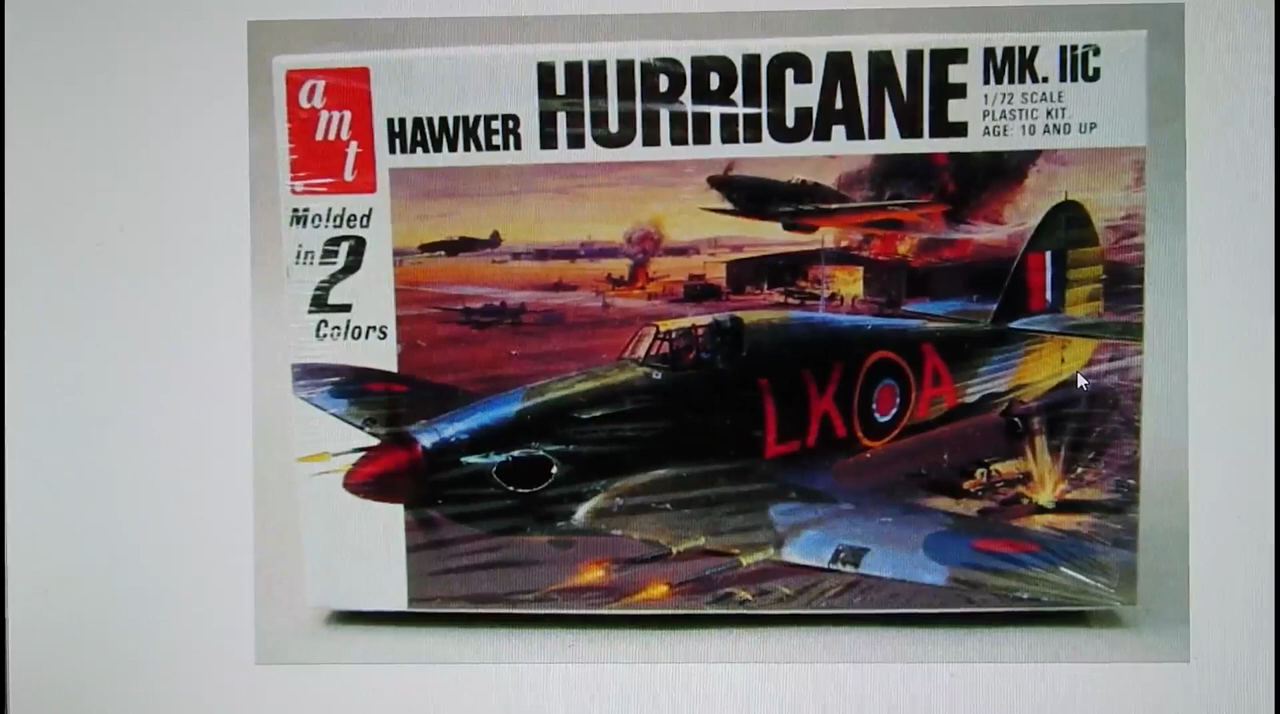 amt
HAWKER HURRICANE MK. IIC
1/72 SCALE
PLASTIC KIT.
AGE: 10 AND UP
Molded
in 2
Colors
LK A